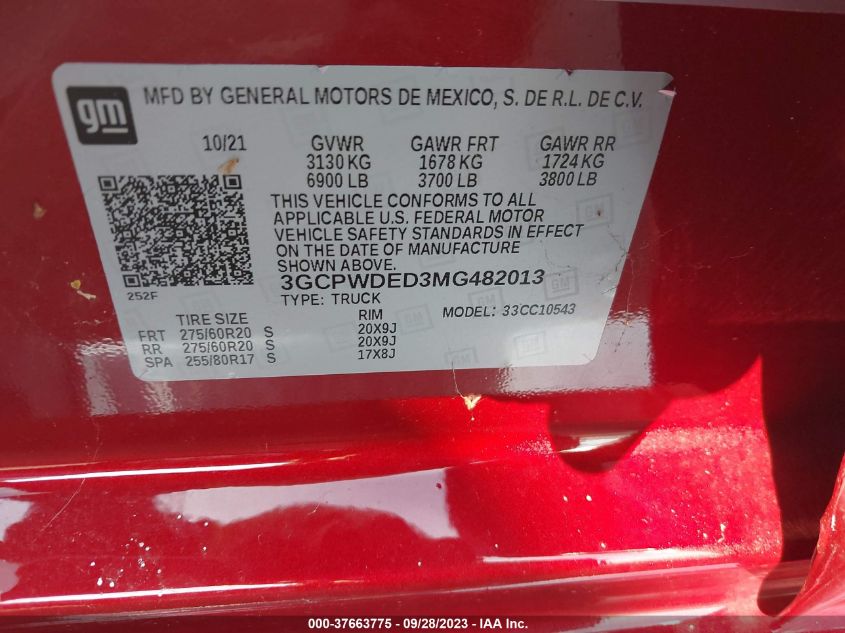 gm
MFD BY GENERAL MOTORS DE MEXICO, S. DE R.L. DE C.V.
10/21 GVWR GAWR FRT GAWR RR
3130 KG 1678 KG 1724 KG
6900 LB 3700 LB 3800 LB
THIS VEHICLE CONFORMS TO ALL
APPLICABLE U.S. FEDERAL MOTOR
VEHICLE SAFETY STANDARDS IN EFFECT
ON THE DATE OF MANUFACTURE
SHOWN ABOVE.
252F
3GCPWDED3MG482013
TYPE: TRUCK MODEL: 33CC10543
TIRE SIZE RIM
FRT 275/60R20 S 20X9J
RR 275/60R20 S 20X9J
SPA 255/80R17 S 17X8J
000-37663775 - 09/28/2023 - IAA Inc.